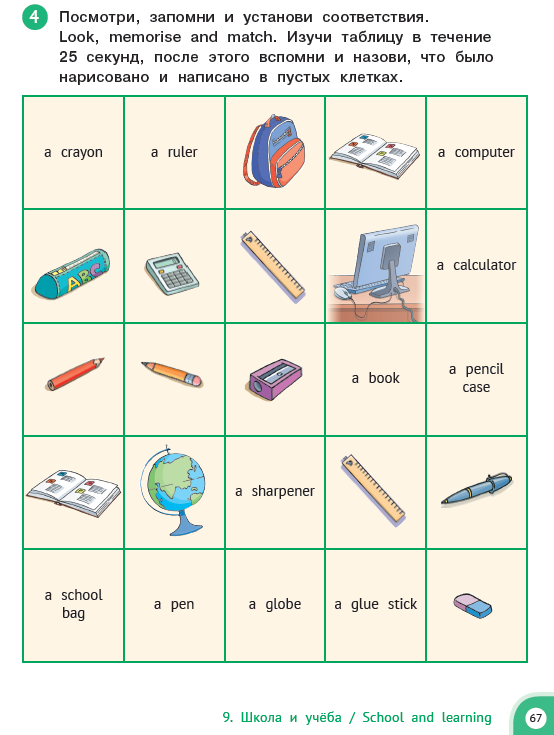 4 Посмотри, запомни и установи соответствия.
Look, memorise and match. Изучи таблицу в течение
25 секунд, после этого вспомни и назови, что было
нарисовано и написано в пустых клетках.
a crayon
a ruler
a computer
ABC
a calculator
a book
a pencil
case
a sharpener
a school
bag
a pen
a globe
a glue stick
9. Школа и учёба / School and learning
67